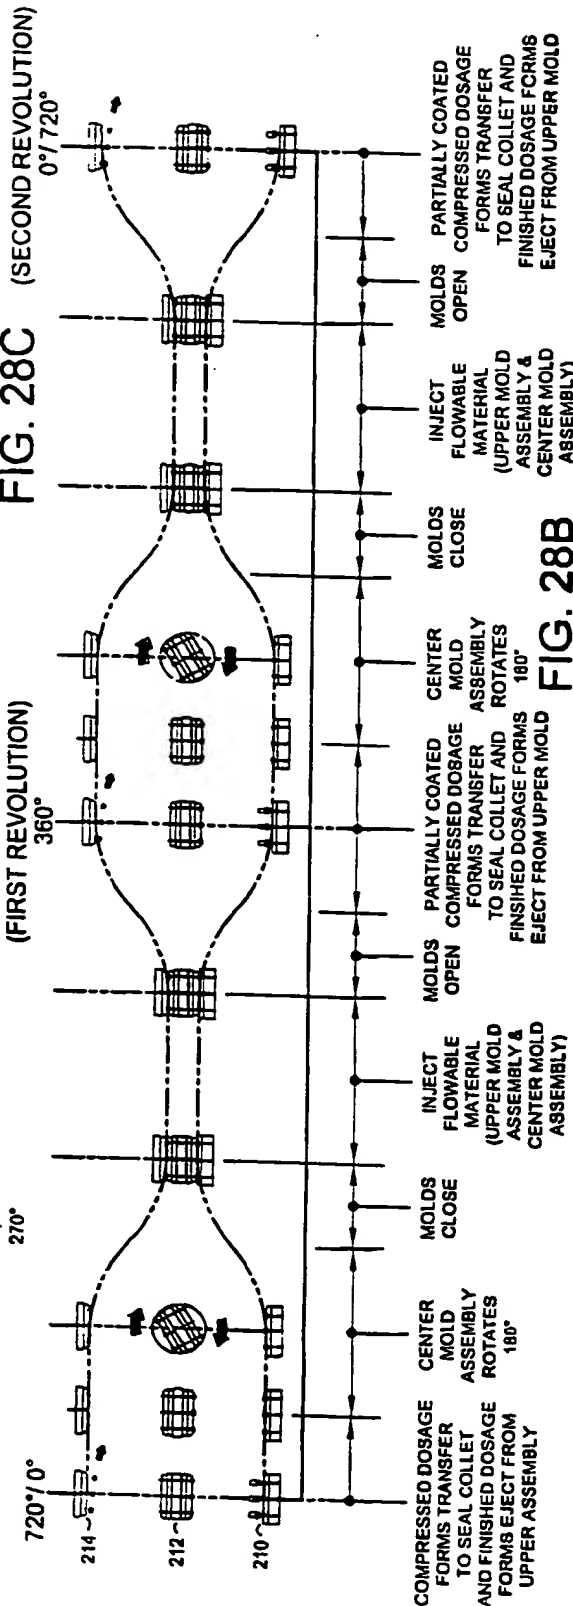 FIG. 28C
(SECOND REVOLUTION)
0°/720°
(FIRST REVOLUTION)
360°
270°
720°/0°
214
212
210
COMPRESSED DOSAGE
FORMS TRANSFER
TO SEAL COLLET
AND FINISHED DOSAGE
FORMS EJECT FROM
UPPER ASSEMBLY
CENTER
MOLD
ASSEMBLY
ROTATES
180°
MOLDS
CLOSE
INJECT
FLOWABLE
MATERIAL
(UPPER MOLD
ASSEMBLY &
CENTER MOLD
ASSEMBLY)
MOLDS
OPEN
PARTIALLY COATED
COMPRESSED DOSAGE
FORMS TRANSFER
TO SEAL COLLET AND
FINSIHED DOSAGE FORMS
EJECT FROM UPPER MOLD
CENTER
MOLD
ASSEMBLY
ROTATES
180°
MOLDS
CLOSE
INJECT
FLOWABLE
MATERIAL
(UPPER MOLD
ASSEMBLY &
CENTER MOLD
ASSEMBLY)
MOLDS
OPEN
PARTIALLY COATED
COMPRESSED DOSAGE
FORMS TRANSFER
TO SEAL COLLET AND
FINISHED DOSAGE FORMS
EJECT FROM UPPER MOLD
FIG. 28B